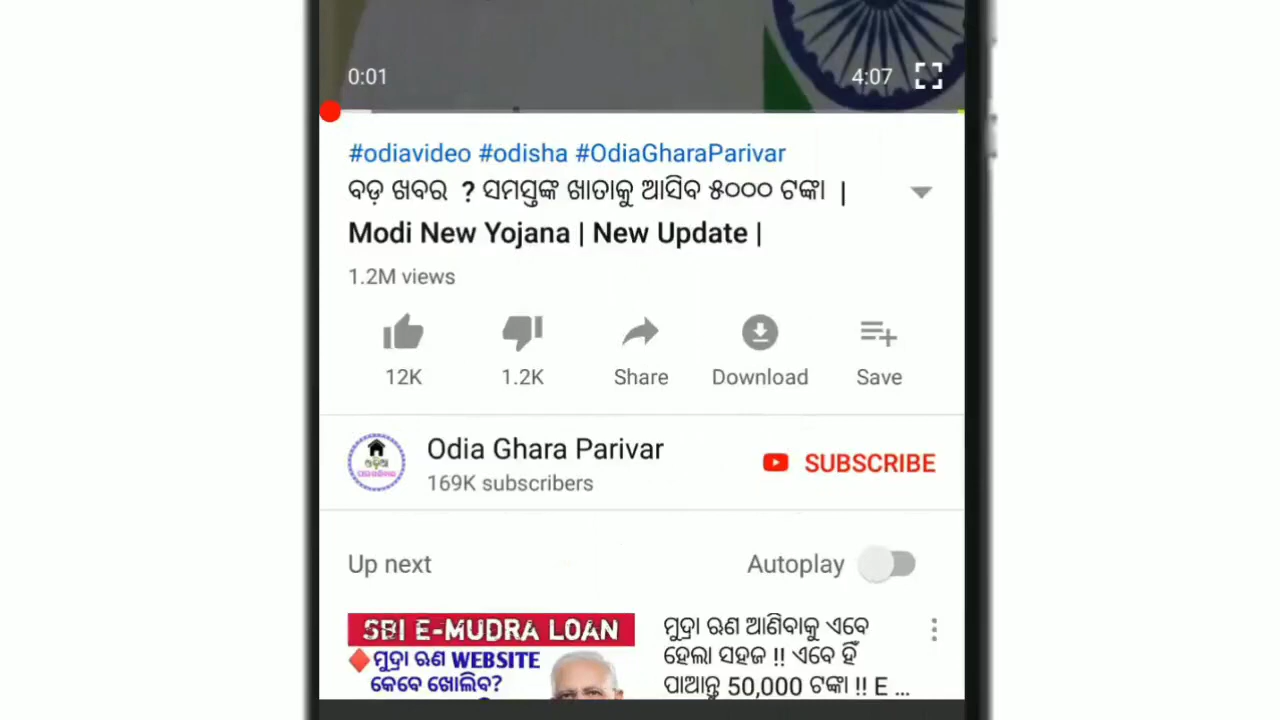 0:01 4:07
#odiavideo #odisha #OdiaGharaParivar
ବଡ଼ ଖବର ? ସମସ୍ତଙ୍କ ଖାତାକୁ ଆସିବ ୫୦୦୦ ଟଙ୍କା |
Modi New Yojana | New Update |
1.2M views
12K 1.2K Share Download Save
ଓଡ଼ିଆ
Odia Ghara Parivar
169K subscribers
SUBSCRIBE
Up next Autoplay
SBI E-MUDRA LOAN
ମୁଦ୍ରା ଋଣ WEBSITE
କେବେ ଖୋଲିବ?
ମୁଦ୍ରା ଋଣ ଆଣିବାକୁ ଏବେ
ହେଲା ସହଜ !! ଏବେ ହିଁ
ପାଆନ୍ତୁ 50,000 ଟଙ୍କା !! E ...